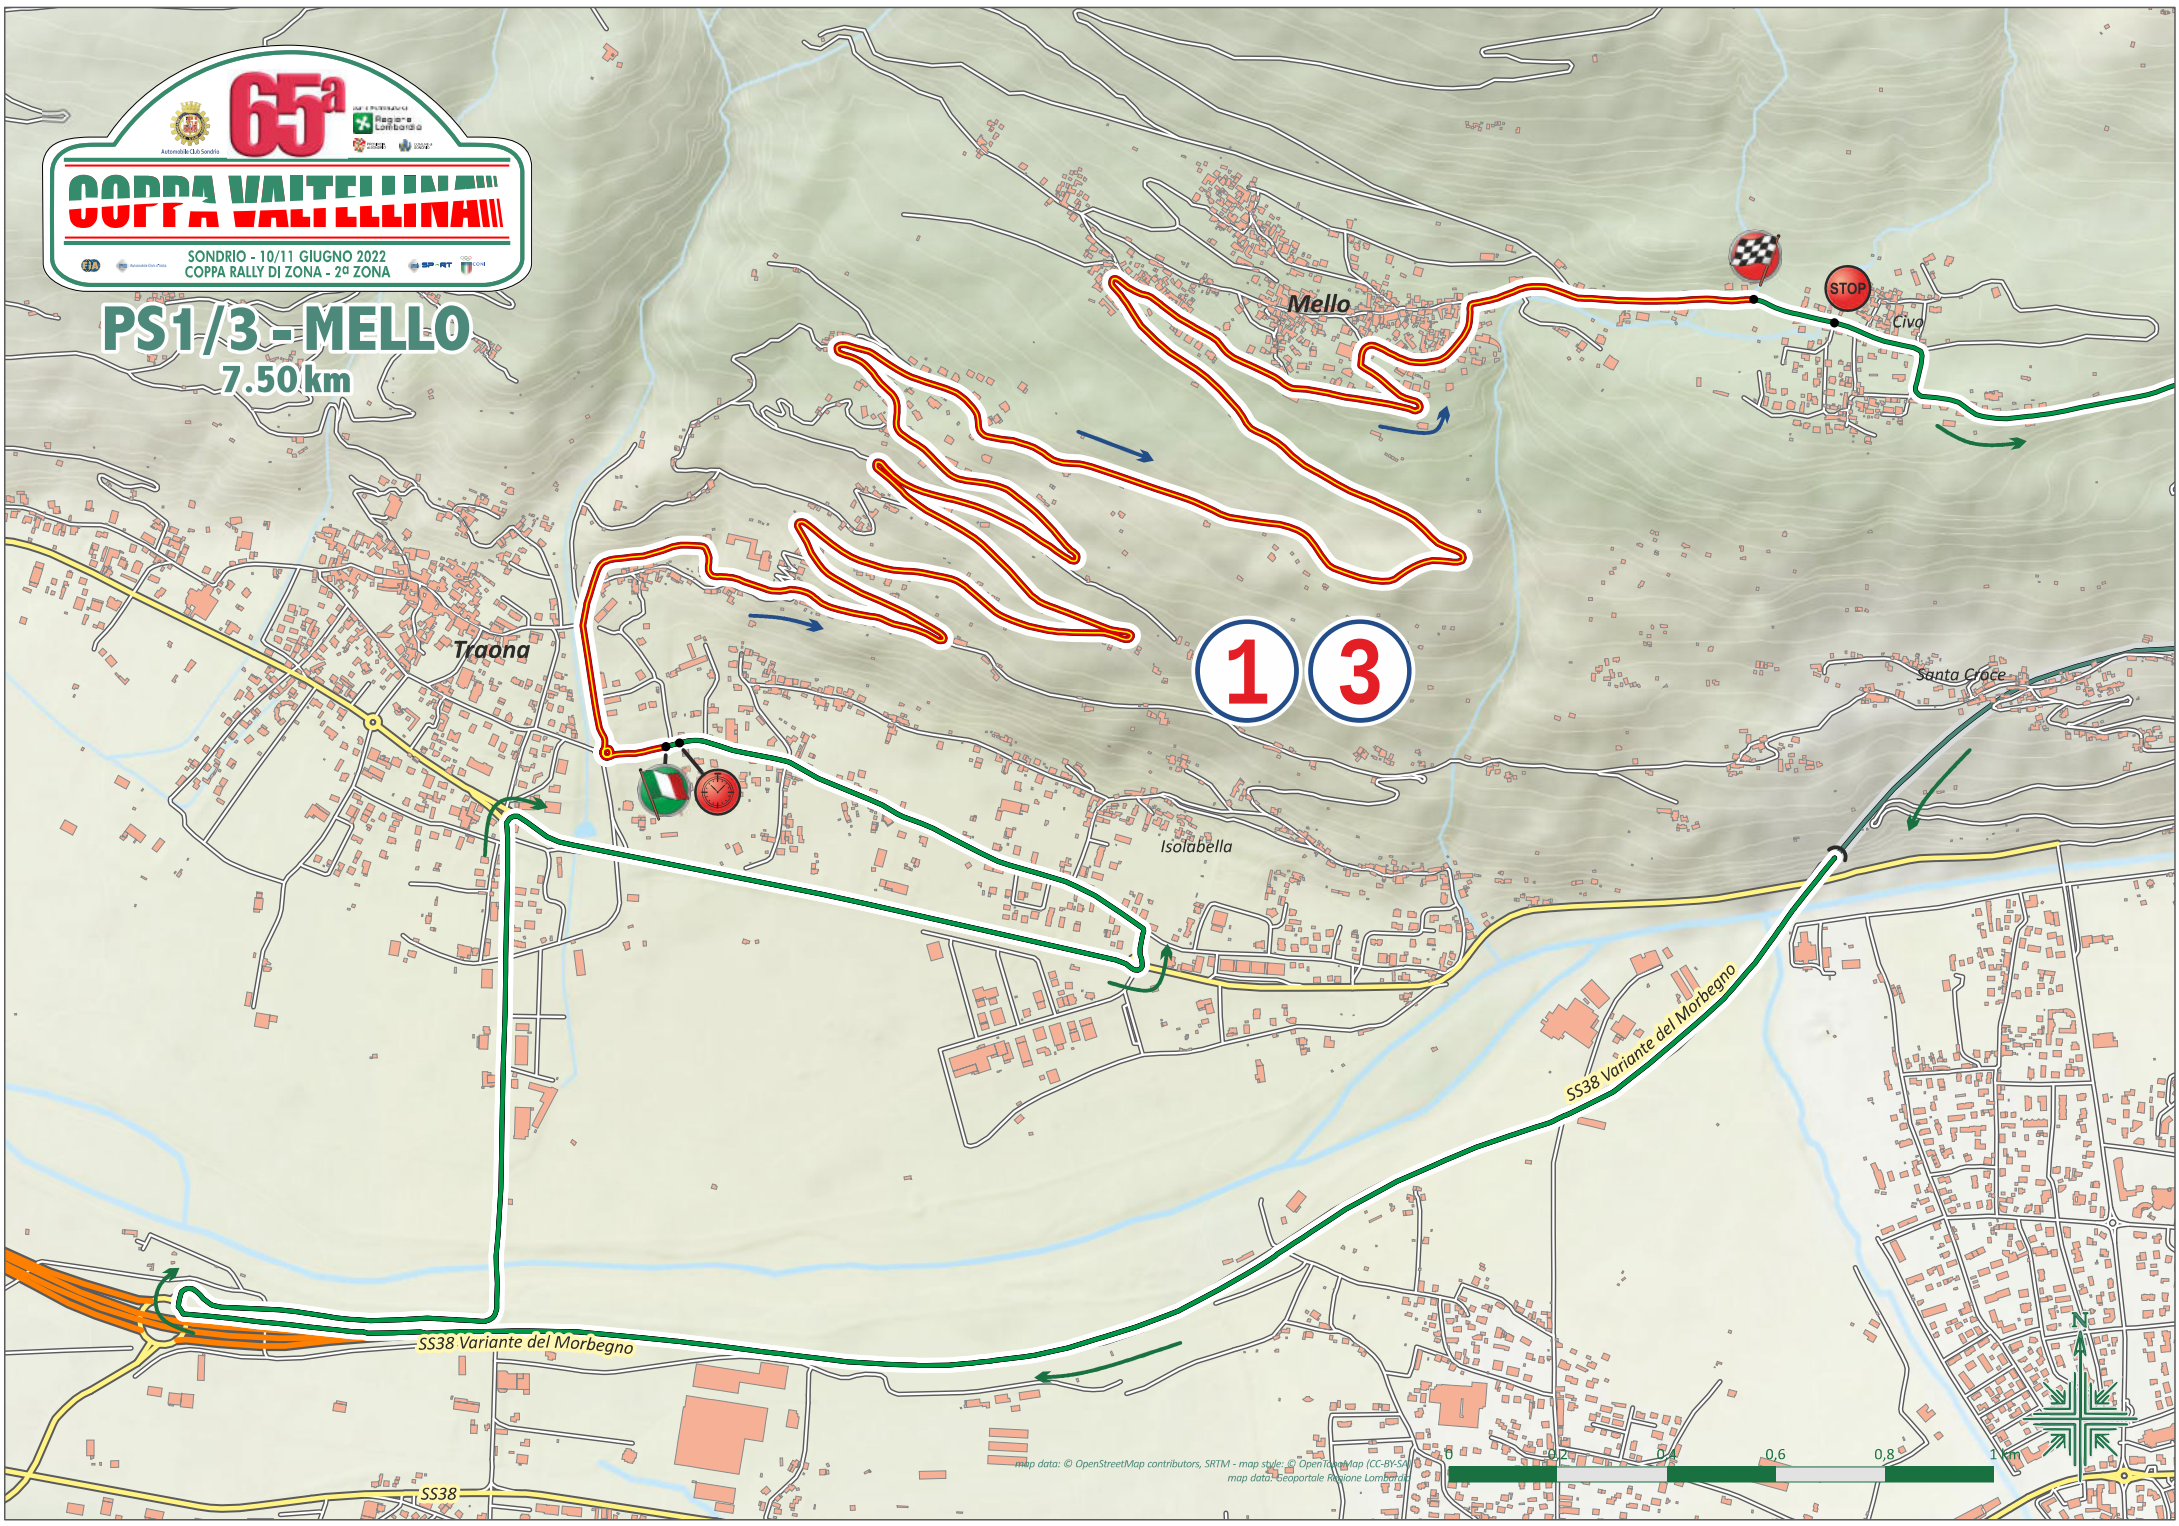 65ª
Automobile Club Sondrio
Regione
Lombardia
COPPA VALTELLINA
FIA
SPORT
SONDRIO - 10/11 GIUGNO 2022
COPPA RALLY DI ZONA - 2ª ZONA
PS1/3 - MELLO
7.50 km
Mello
STOP
Civo
Traona
1 3
Santa Croce
Isolabella
SS38 Variante del Morbegno
SS38 Variante del Morbegno
N
0 0,2 0,4 0,6 0,8 1 km
map data: © OpenStreetMap contributors, SRTM - map style: © OpenTopoMap (CC-BY-SA)
map data: Geoportale Regione Lombardia
SS38